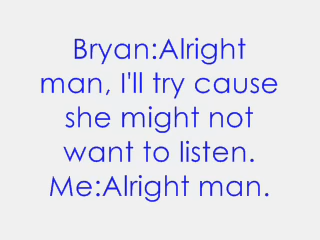 Bryan:Alright
man, I'll try cause
she might not
want to listen.
Me:Alright man.